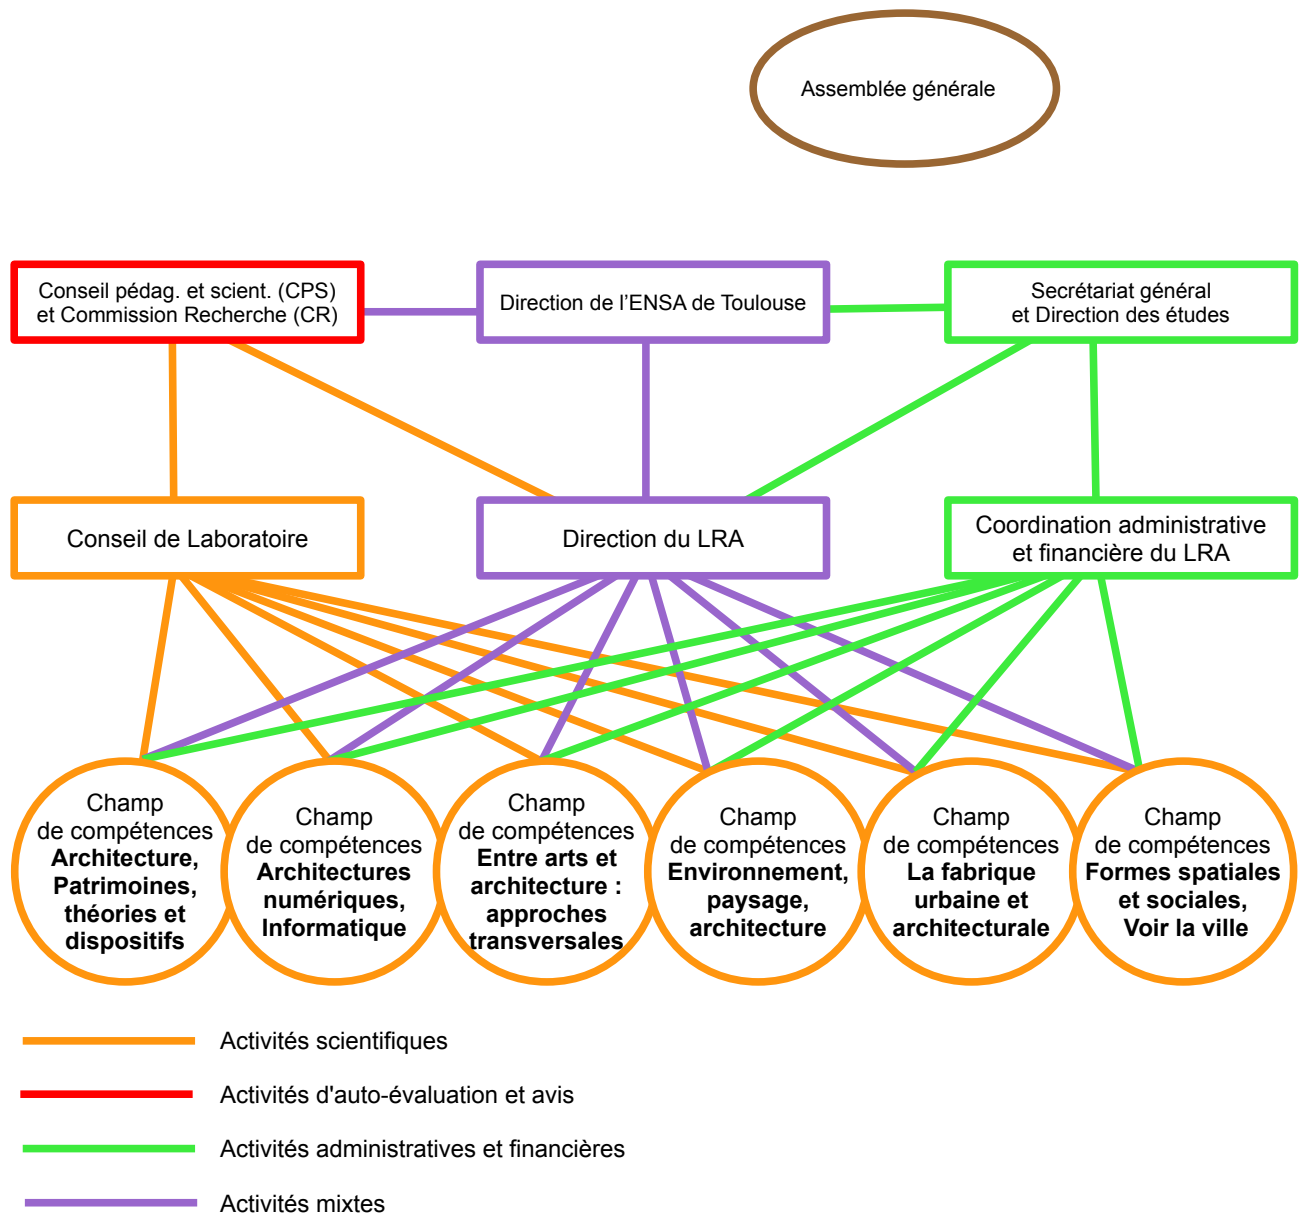 Assemblée générale
Conseil pédag. et scient. (CPS)
et Commission Recherche (CR)
Direction de l’ENSA de Toulouse
Secrétariat général
et Direction des études
Conseil de Laboratoire
Direction du LRA
Coordination administrative
et financière du LRA
Champ
de compétences
Architecture,
Patrimoines,
théories et
dispositifs
Champ
de compétences
Architectures
numériques,
Informatique
Champ
de compétences
Entre arts et
architecture :
approches
transversales
Champ
de compétences
Environnement,
paysage,
architecture
Champ
de compétences
La fabrique
urbaine et
architecturale
Champ
de compétences
Formes spatiales
et sociales,
Voir la ville
Activités scientifiques
Activités d'auto-évaluation et avis
Activités administratives et financières
Activités mixtes